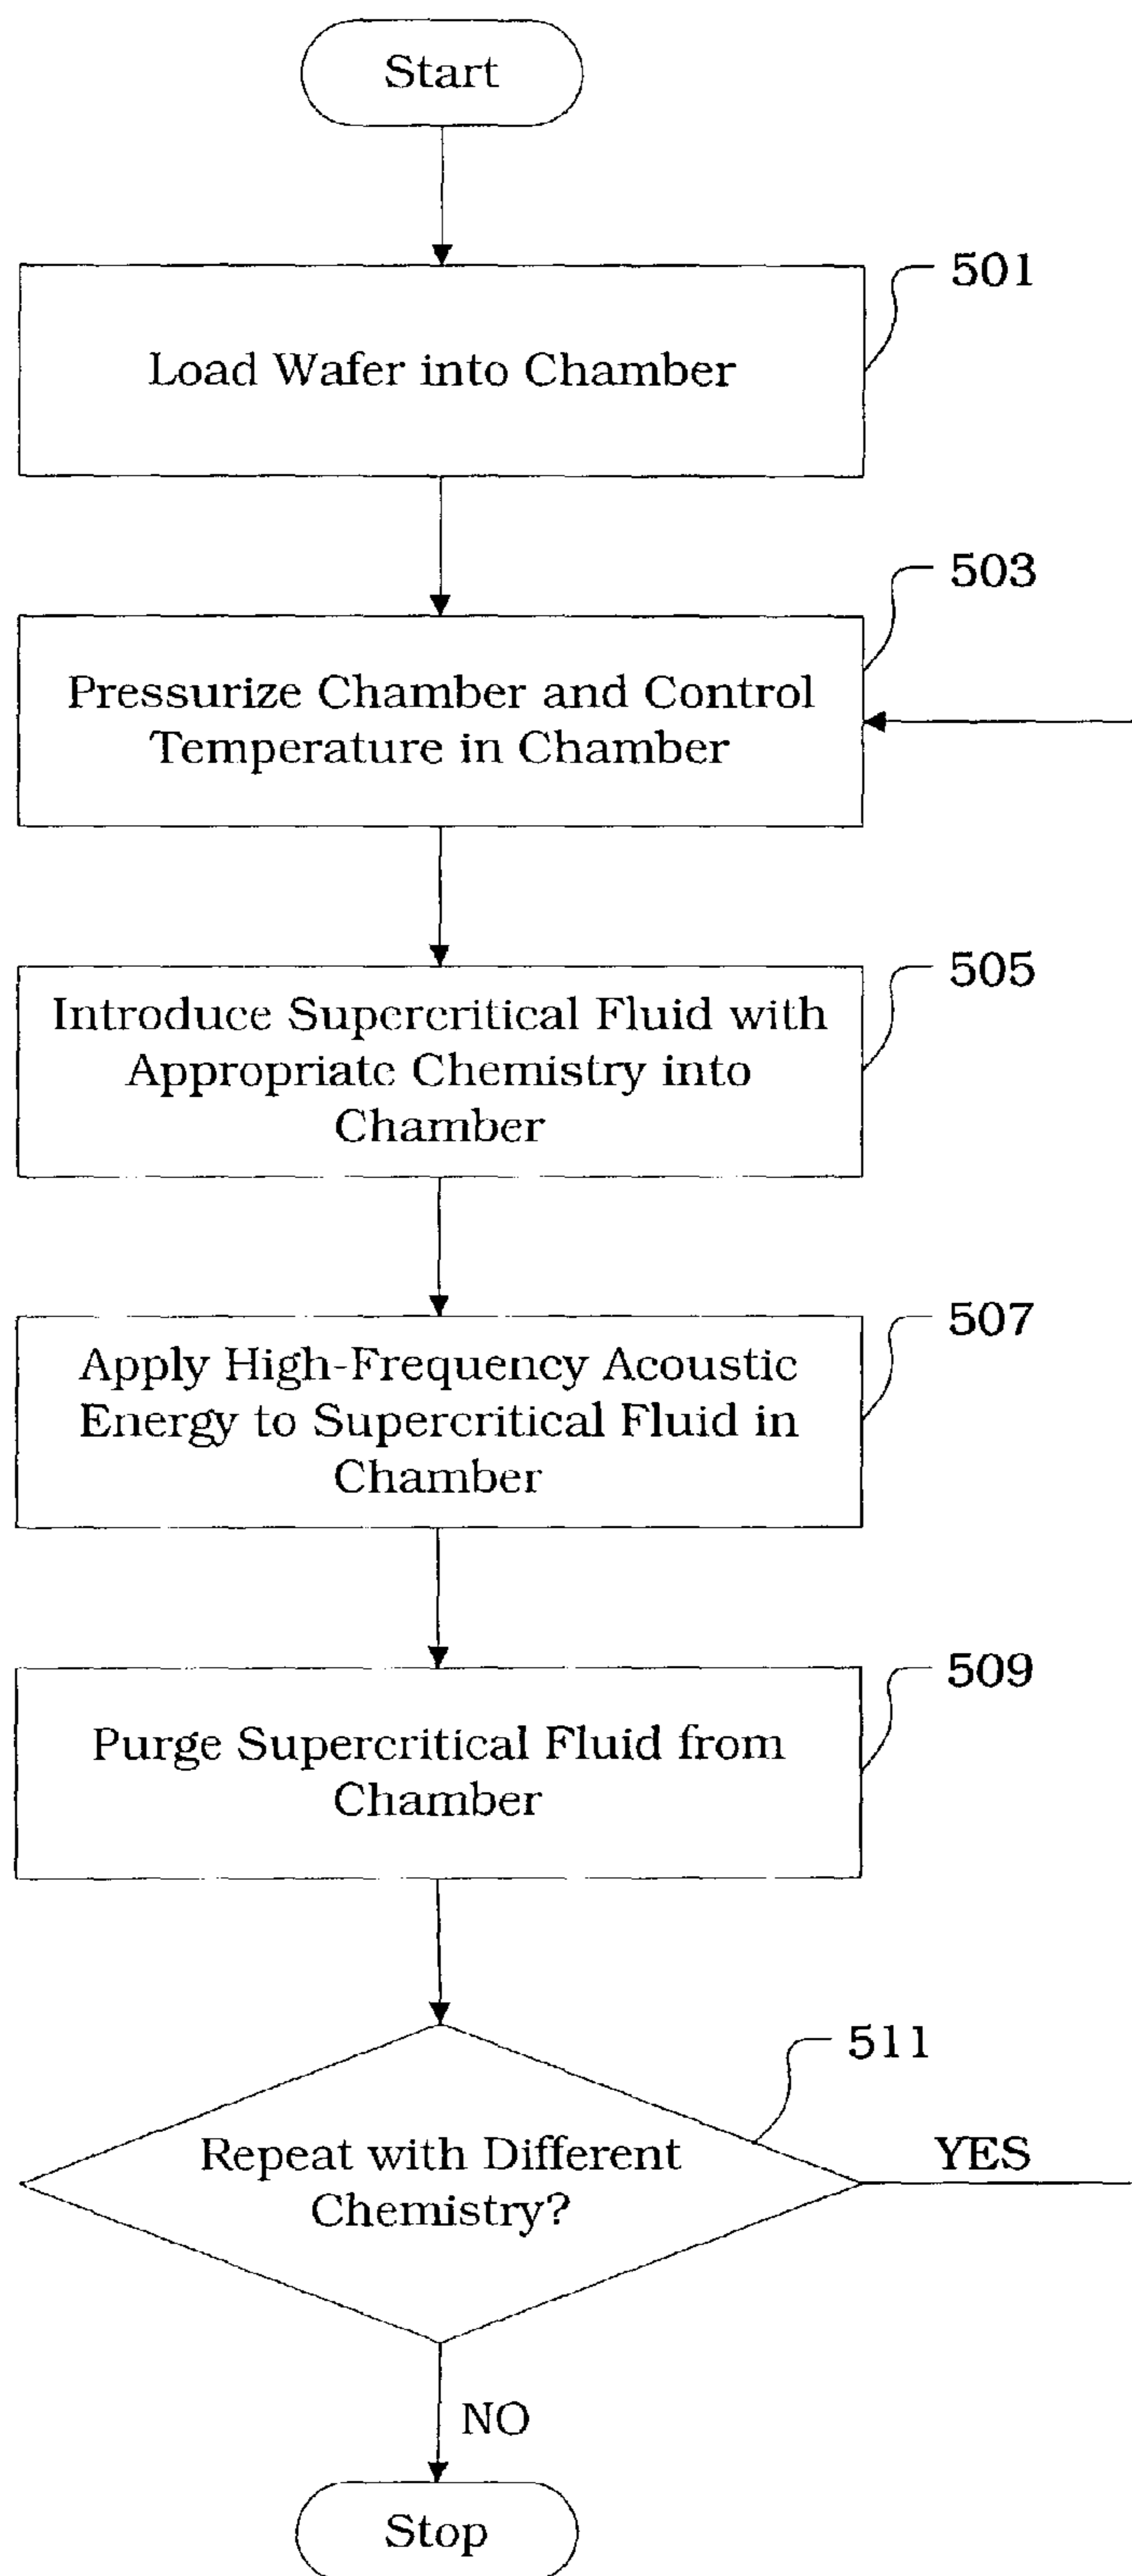 Start
501
Load Wafer into Chamber
503
Pressurize Chamber and Control
Temperature in Chamber
505
Introduce Supercritical Fluid with
Appropriate Chemistry into
Chamber
507
Apply High-Frequency Acoustic
Energy to Supercritical Fluid in
Chamber
509
Purge Supercritical Fluid from
Chamber
511
Repeat with Different
Chemistry?
YES
NO
Stop